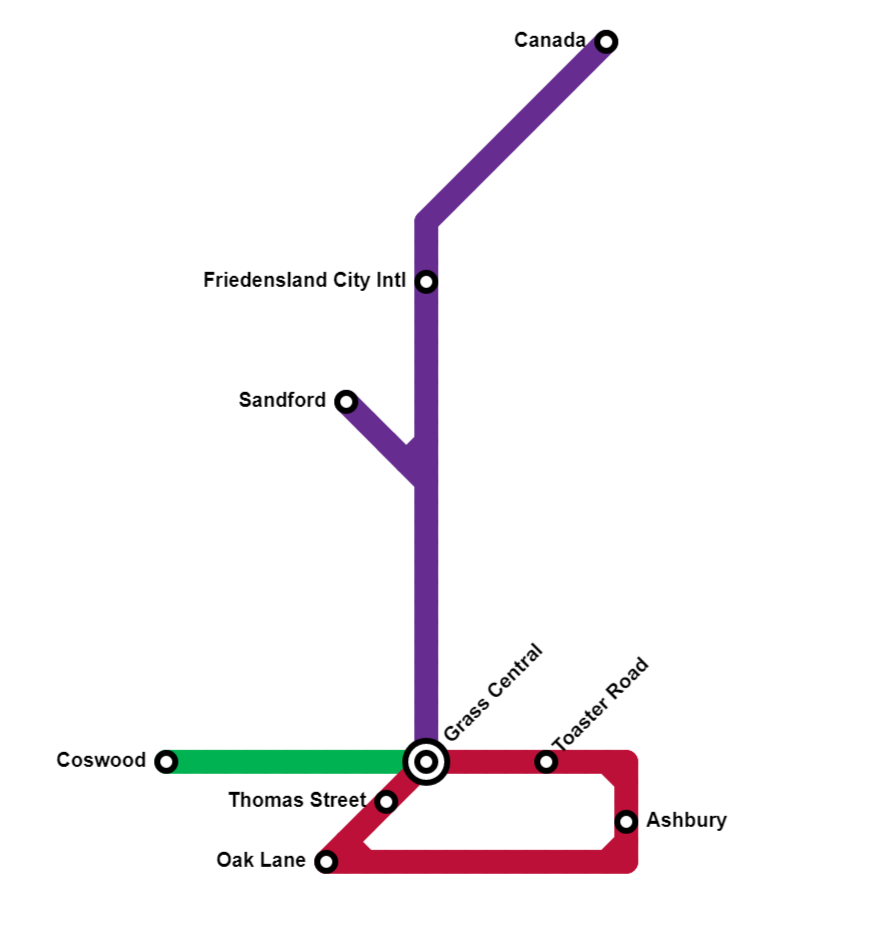 Canada
Friedensland City Intl
Sandford
Grass Central
Toaster Road
Coswood
Thomas Street
Ashbury
Oak Lane